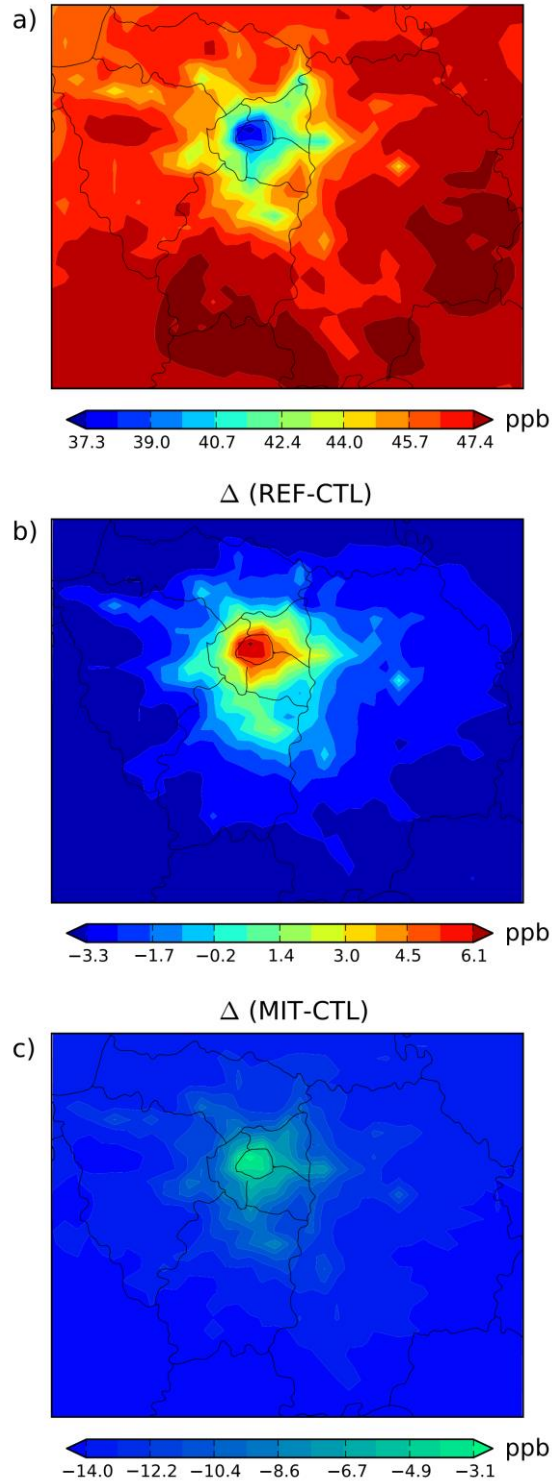 a)
ppb
37.3 39.0 40.7 42.4 44.0 45.7 47.4
Δ (REF-CTL)
b)
ppb
−3.3 −1.7 −0.2 1.4 3.0 4.5 6.1
Δ (MIT-CTL)
c)
ppb
−14.0 −12.2 −10.4 −8.6 −6.7 −4.9 −3.1